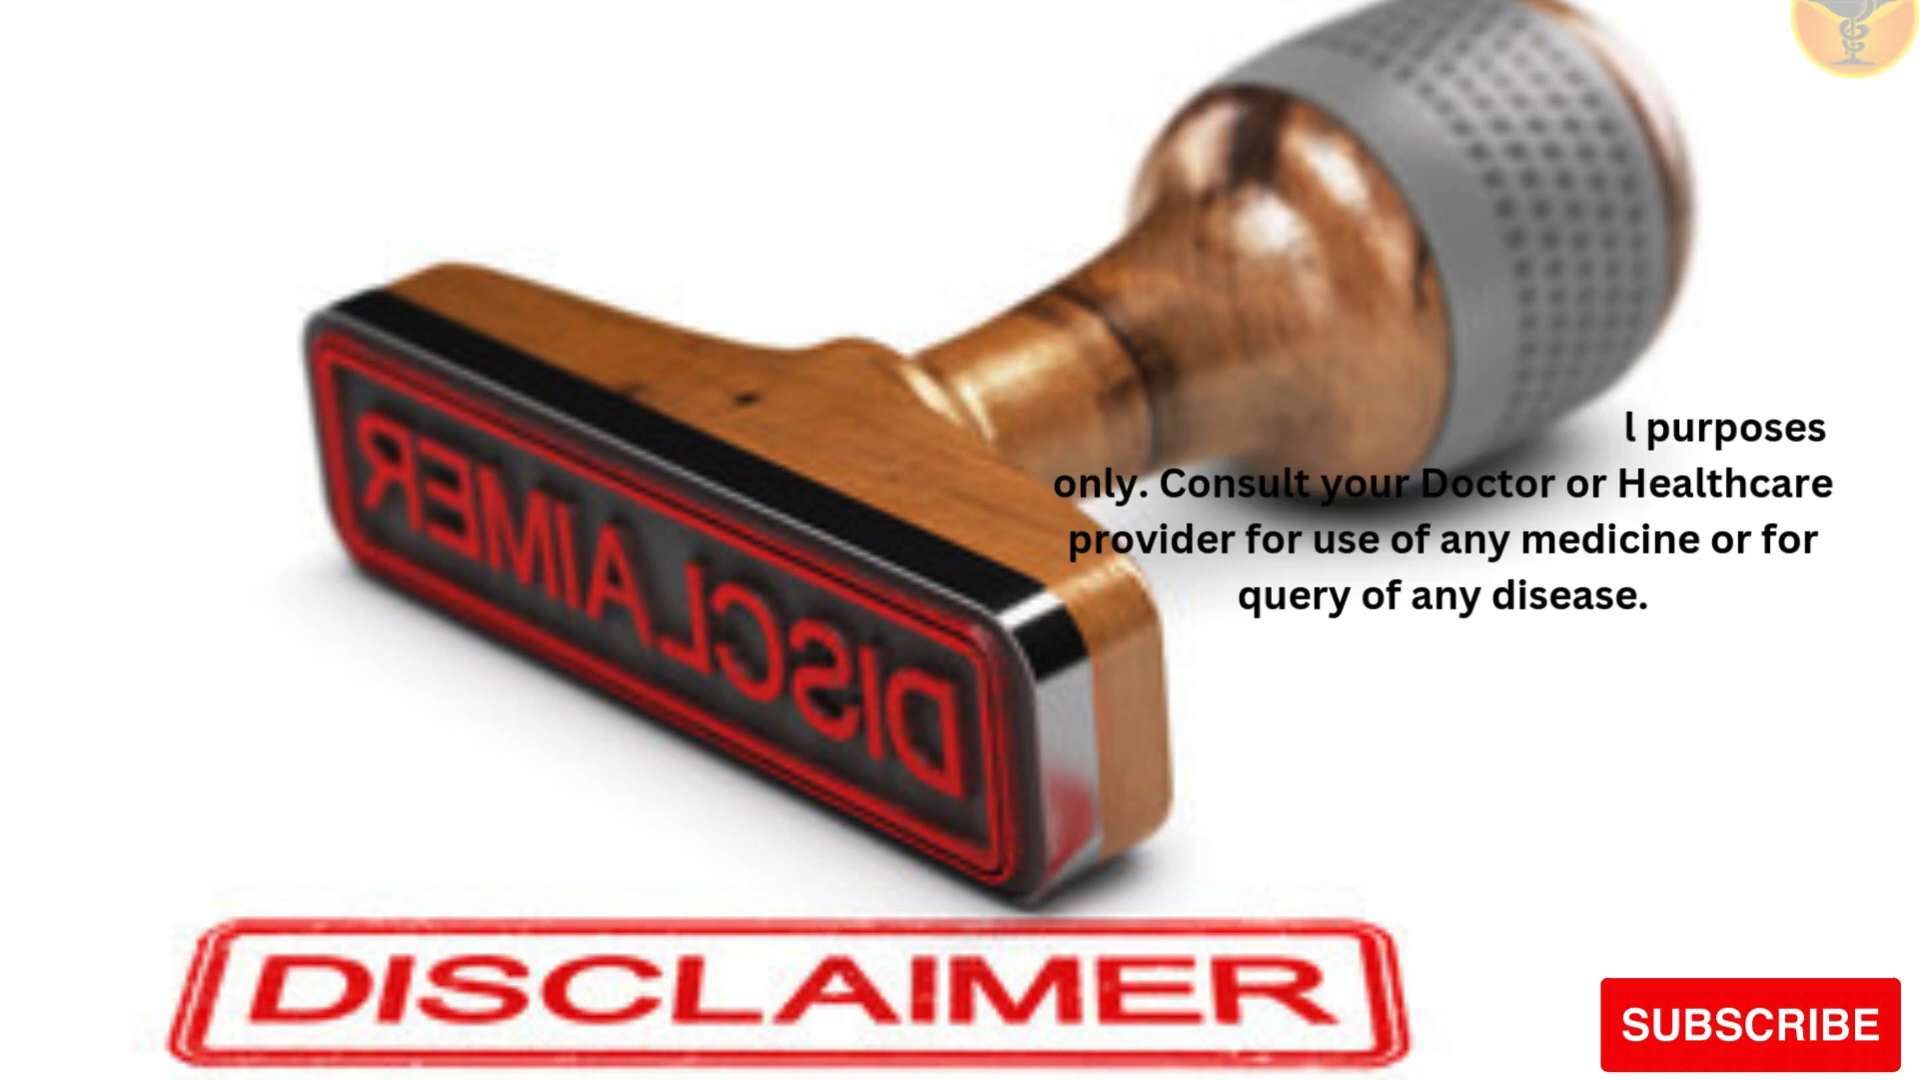 l purposes
only. Consult your Doctor or Healthcare
provider for use of any medicine or for
query of any disease.
DISCLAIMER
DISCLAIMER
SUBSCRIBE